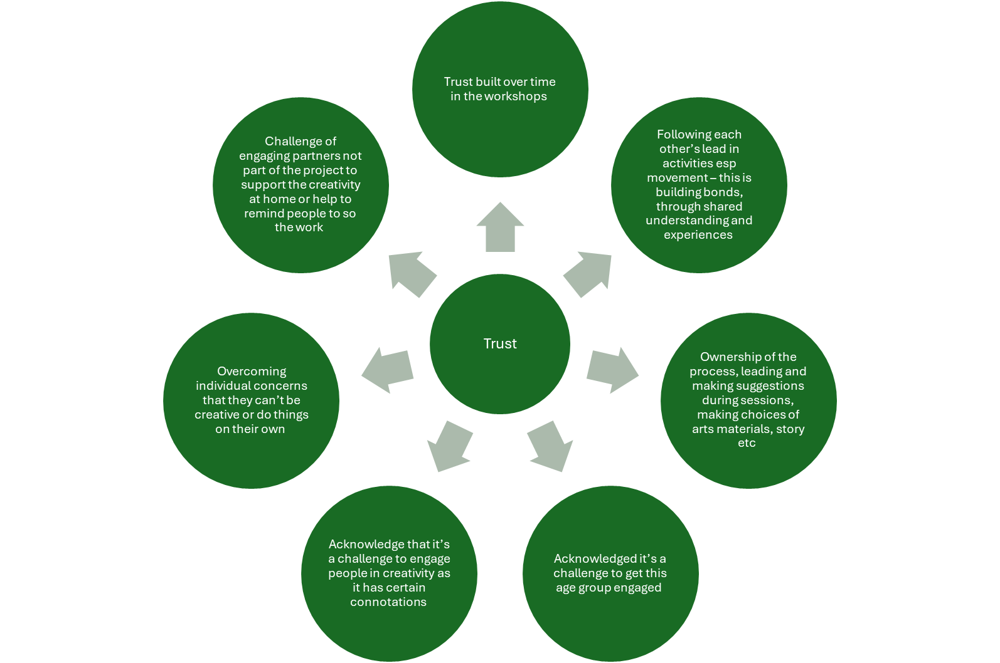 Trust built over time
in the workshops
Following each
other’s lead in
activities esp
movement – this is
building bonds,
through shared
understanding and
experiences
Ownership of the
process, leading and
making suggestions
during sessions,
making choices of
arts materials, story
etc
Acknowledged it’s a
challenge to get this
age group engaged
Acknowledge that it’s
a challenge to engage
people in creativity as
it has certain
connotations
Overcoming
individual concerns
that they can’t be
creative or do things
on their own
Challenge of
engaging partners not
part of the project to
support the creativity
at home or help to
remind people to so
the work
Trust